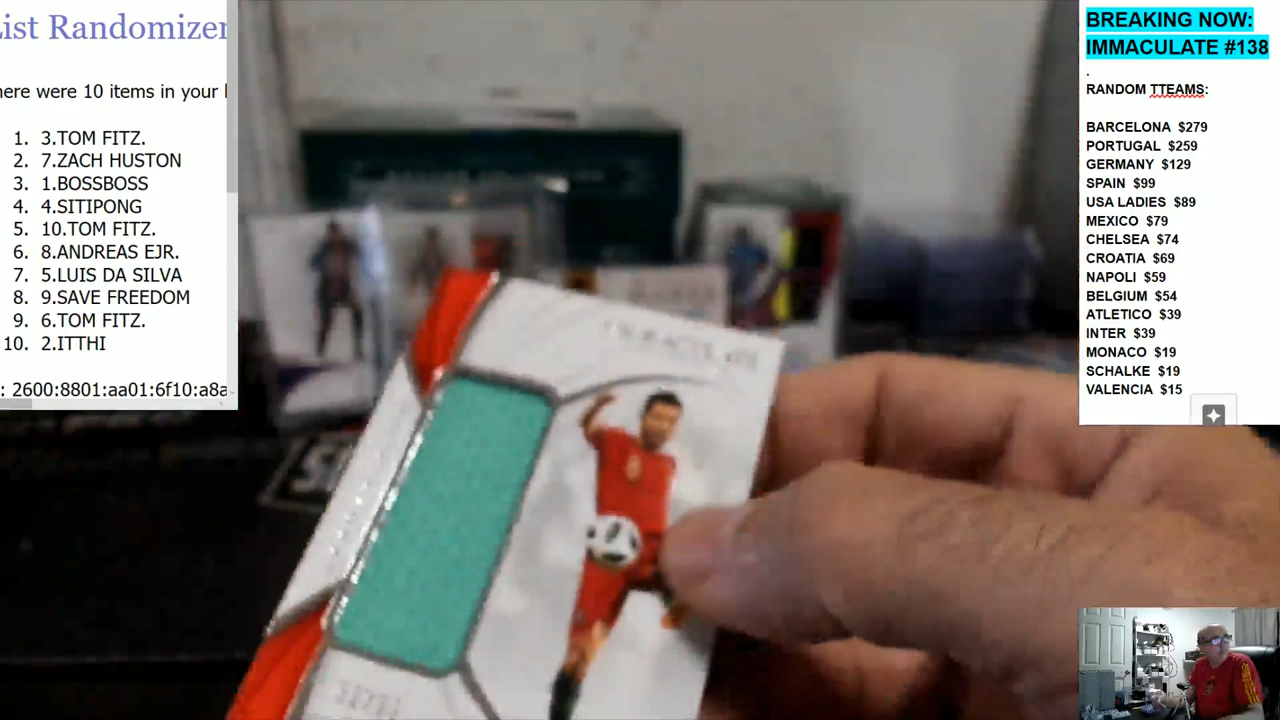 List Randomizer
here were 10 items in your l
1. 3.TOM FITZ.
2. 7.ZACH HUSTON
3. 1.BOSSBOSS
4. 4.SITIPONG
5. 10.TOM FITZ.
6. 8.ANDREAS EJR.
7. 5.LUIS DA SILVA
8. 9.SAVE FREEDOM
9. 6.TOM FITZ.
10. 2.ITTHI
: 2600:8801:aa01:6f10:a8a
IMMACULATE
BREAKING NOW:
IMMACULATE #138
.
RANDOM TTEAMS:
BARCELONA $279
PORTUGAL $259
GERMANY $129
SPAIN $99
USA LADIES $89
MEXICO $79
CHELSEA $74
CROATIA $69
NAPOLI $59
BELGIUM $54
ATLETICO $39
INTER $39
MONACO $19
SCHALKE $19
VALENCIA $15